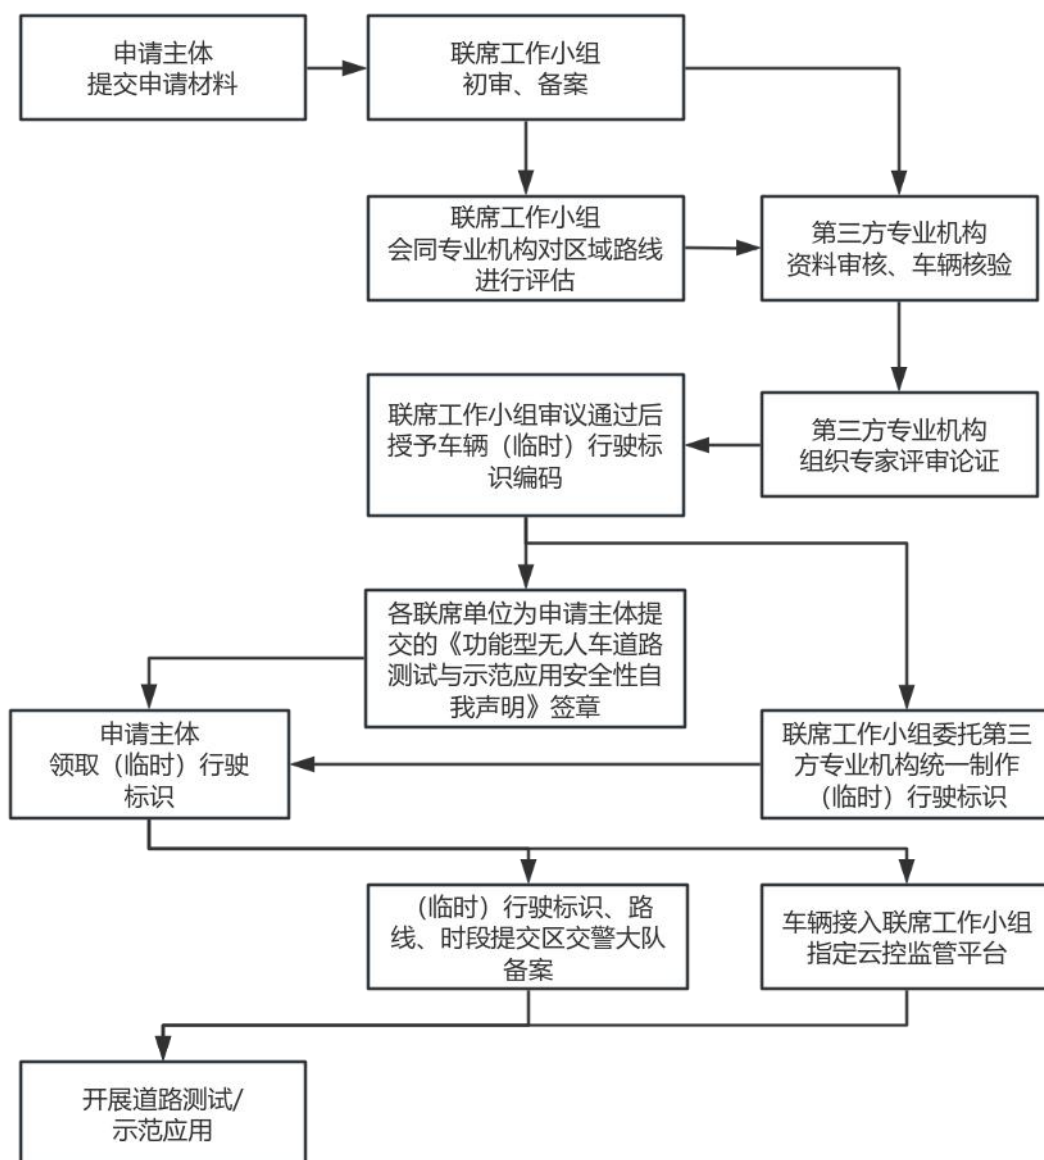 申请主体
提交申请材料
联席工作小组
初审、备案
联席工作小组
会同专业机构对区域路线
进行评估
第三方专业机构
资料审核、车辆核验
联席工作小组审议通过后
授予车辆（临时）行驶标
识编码
第三方专业机构
组织专家评审论证
各联席单位为申请主体提
交的《功能型无人车道路
测试与示范应用安全性自
我声明》签章
申请主体
领取（临时）行驶
标识
联席工作小组委托第三
方专业机构统一制作
（临时）行驶标识
（临时）行驶标识、路
线、时段提交区交警大队
备案
车辆接入联席工作小组
指定云控监管平台
开展道路测试/
示范应用